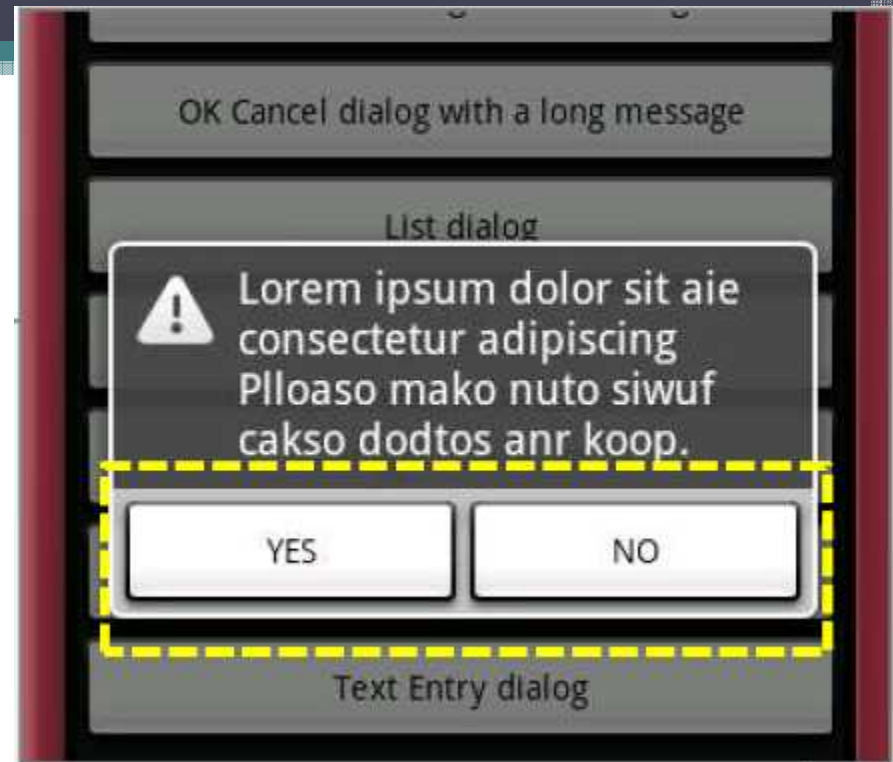 OK Cancel dialog with a long message
List dialog
Lorem ipsum dolor sit aie
consectetur adipiscing
Plloaso mako nuto siwuf
cakso dodtos anr koop.
YES
NO
Text Entry dialog